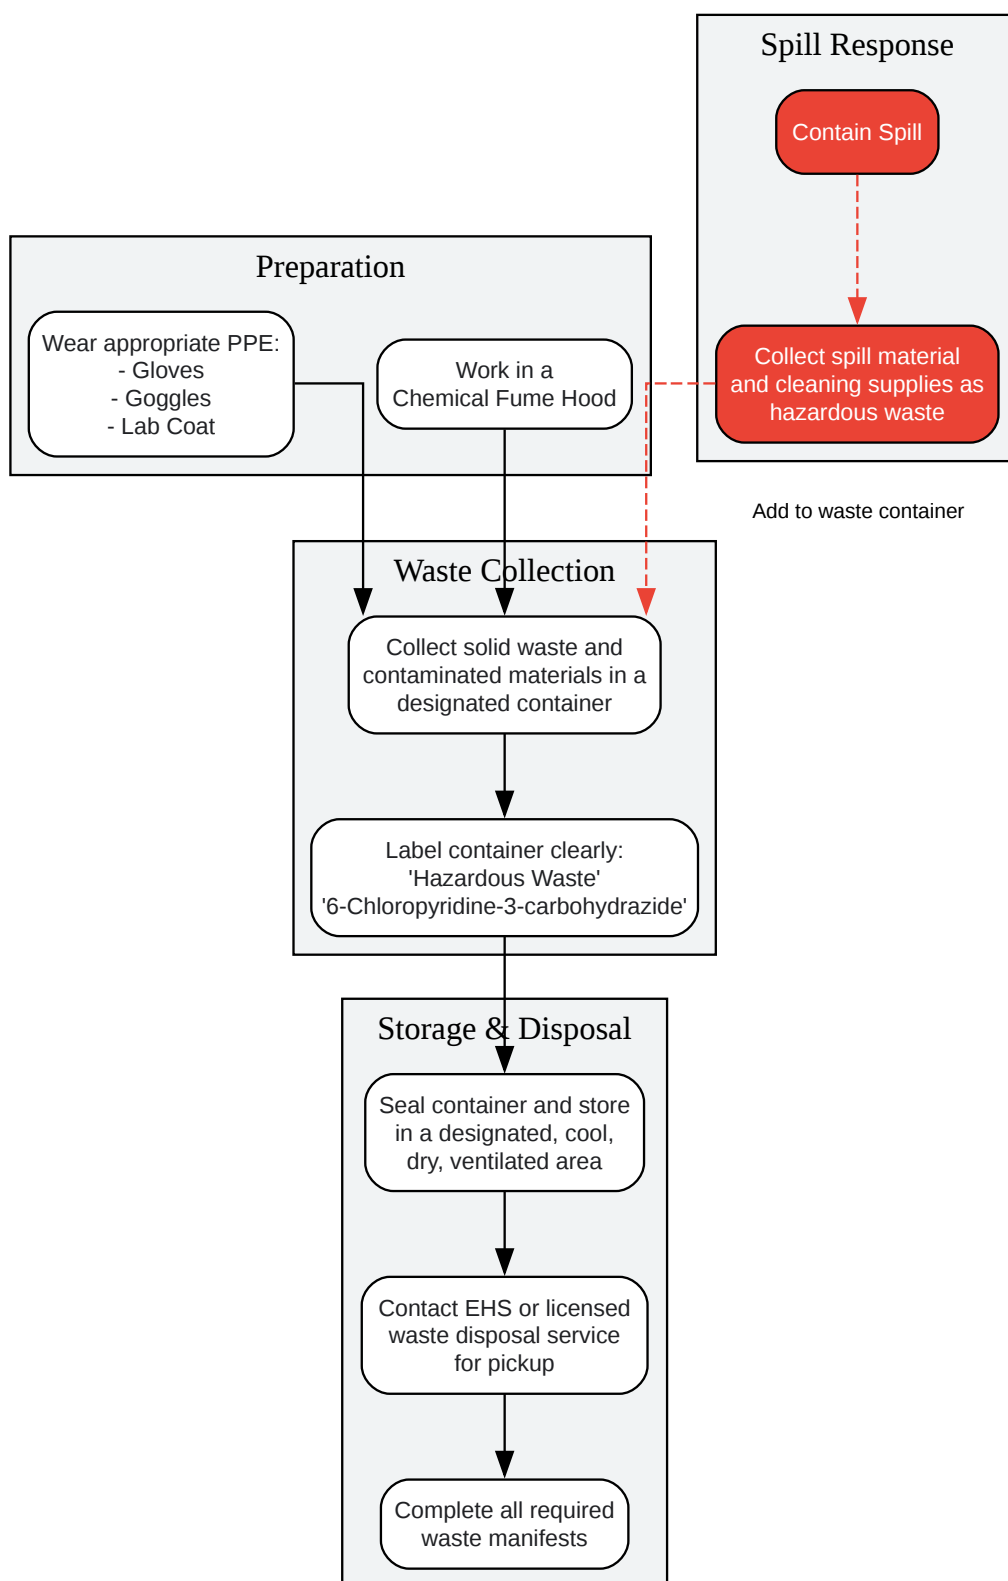 Spill Response
Contain Spill
Collect spill material
and cleaning supplies as
hazardous waste
Add to waste container
Preparation
Wear appropriate PPE:
- Gloves
- Goggles
- Lab Coat
Work in a
Chemical Fume Hood
Waste Collection
Collect solid waste and
contaminated materials in a
designated container
Label container clearly:
'Hazardous Waste'
'6-Chloropyridine-3-carbohydrazide'
Storage & Disposal
Seal container and store
in a designated, cool,
dry, ventilated area
Contact EHS or licensed
waste disposal service
for pickup
Complete all required
waste manifests